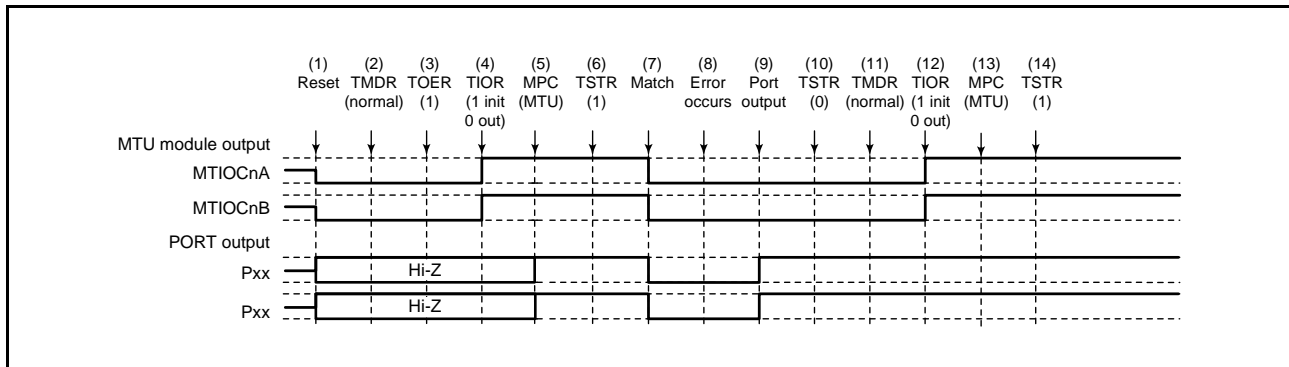 (1) (2) (3) (4) (5) (6) (7) (8) (9) (10) (11) (12) (13) (14)
Reset TMDR TOER TIOR MPC TSTR Match Error Port TSTR TMDR TIOR MPC TSTR
(normal) (1) (1 init (MTU) (1) occurs output (0) (normal) (1 init (MTU) (1)
0 out) 0 out)
MTU module output
MTIOCnA
MTIOCnB
PORT output
Pxx Hi-Z
Pxx Hi-Z